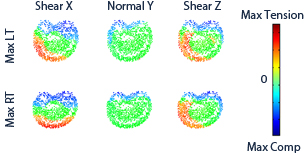 Shear X Normal Y Shear Z Max Tension
Max LT
0
Max RT
Max Comp